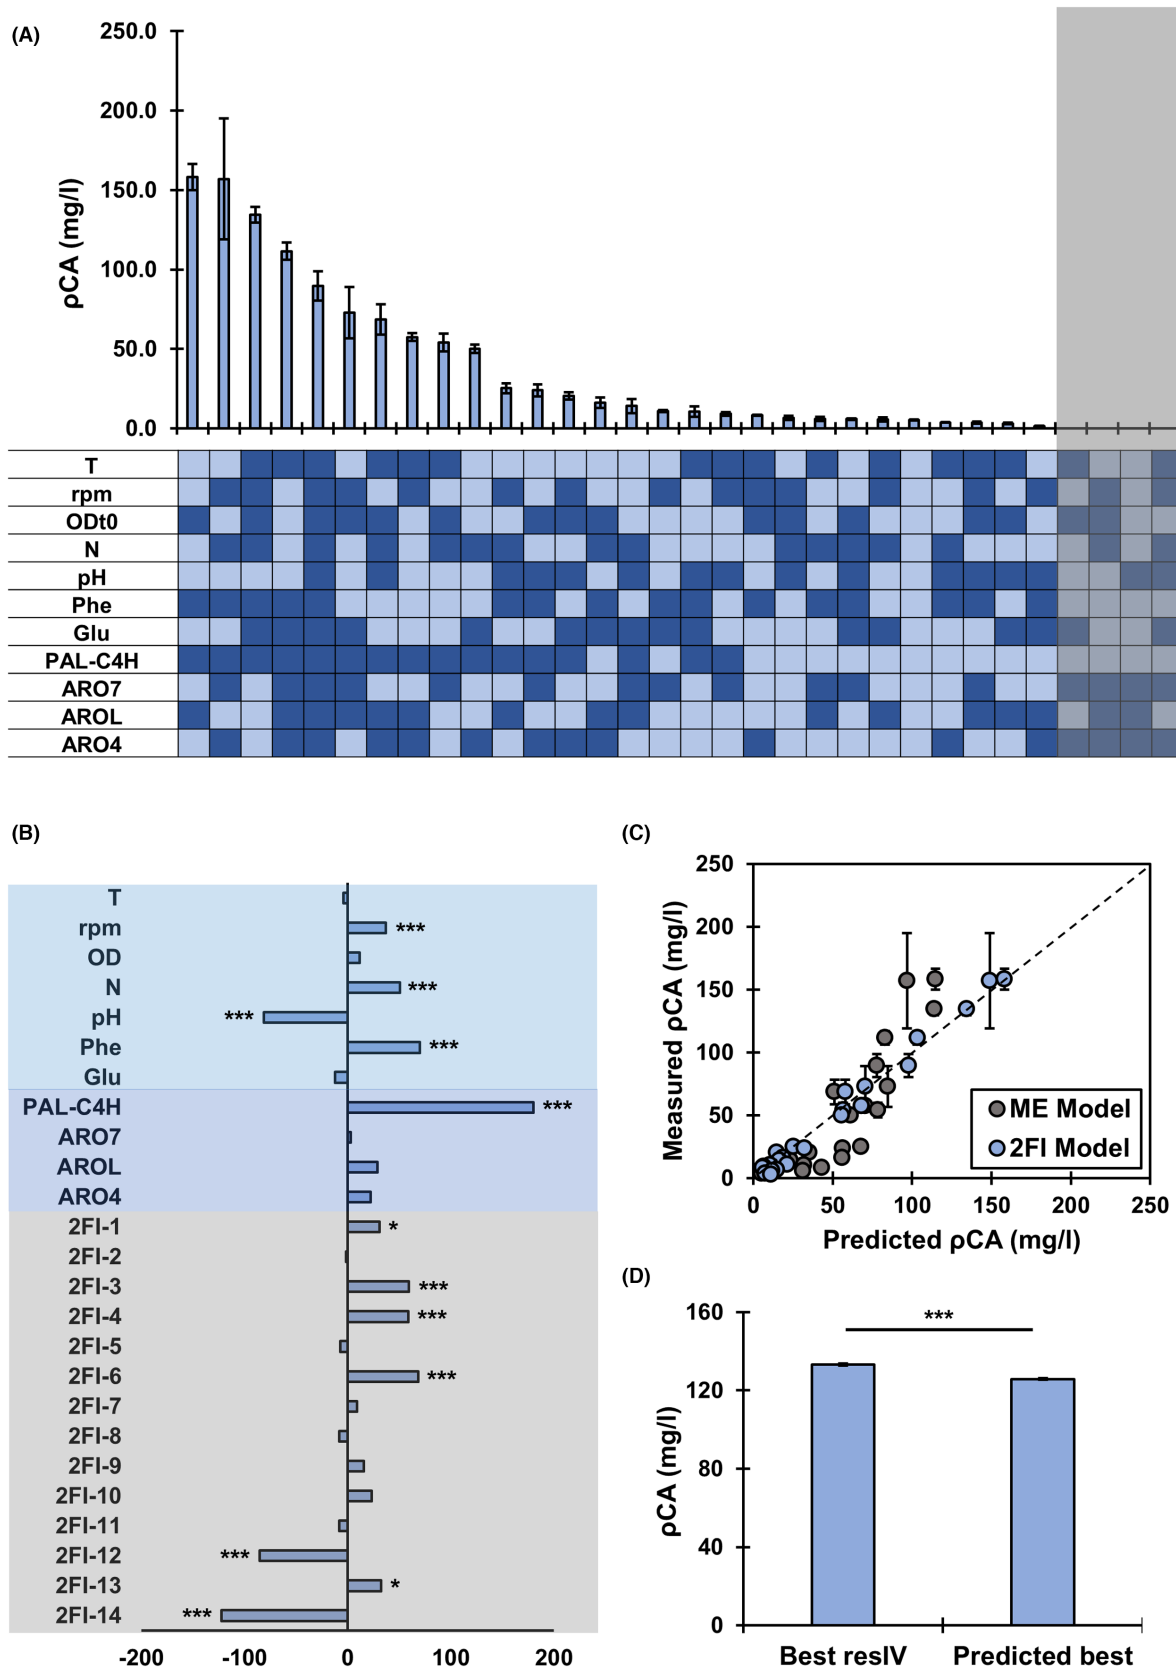 (A)
250.0
200.0
150.0
100.0
50.0
0.0
ρCA (mg/l)
T
rpm
ODt0
N
pH
Phe
Glu
PAL-C4H
ARO7
AROL
ARO4
(B)
T
rpm ***
OD
N ***
pH ***
Phe ***
Glu
PAL-C4H ***
ARO7
AROL
ARO4
2FI-1 *
2FI-2
2FI-3 ***
2FI-4 ***
2FI-5
2FI-6 ***
2FI-7
2FI-8
2FI-9
2FI-10
2FI-11
2FI-12 ***
2FI-13 *
2FI-14 ***
-200 -100 0 100 200
(C)
250
200
150
100
50
0
Measured ρCA (mg/l)
ME Model
2FI Model
0 50 100 150 200 250
Predicted ρCA (mg/l)
(D)
160
120
80
40
0
ρCA (mg/l)
***
Best resIV Predicted best